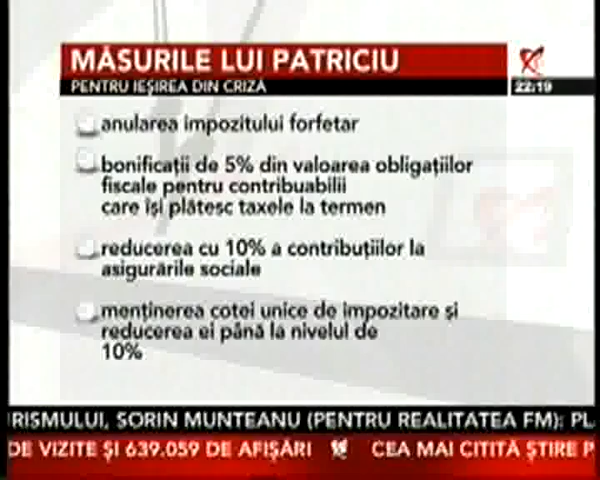 MĂSURILE LUI PATRICIU
PENTRU IEȘIREA DIN CRIZĂ
22:19
anularea impozitului forfetar
bonificații de 5% din valoarea obligațiilor
fiscale pentru contribuabilii
care își plătesc taxele la termen
reducerea cu 10% a contribuțiilor la
asigurările sociale
menținerea cotei unice de impozitare și
reducerea ei până la nivelul de
10%
RISMULUI, SORIN MUNTEANU (PENTRU REALITATEA FM): PL
DE VIZITE ȘI 639.059 DE AFIȘĂRI CEA MAI CITITĂ ȘTIRE P